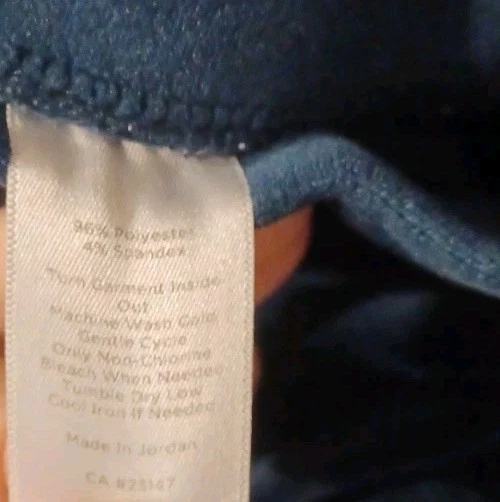 96% Polyester
4% Spandex
Turn Garment Inside
Out
Machine Wash Cold
Gentle Cycle
Only Non-Chlorine
Bleach When Needed
Tumble Dry Low
Cool Iron If Needed
Made In Jordan
CA #25147